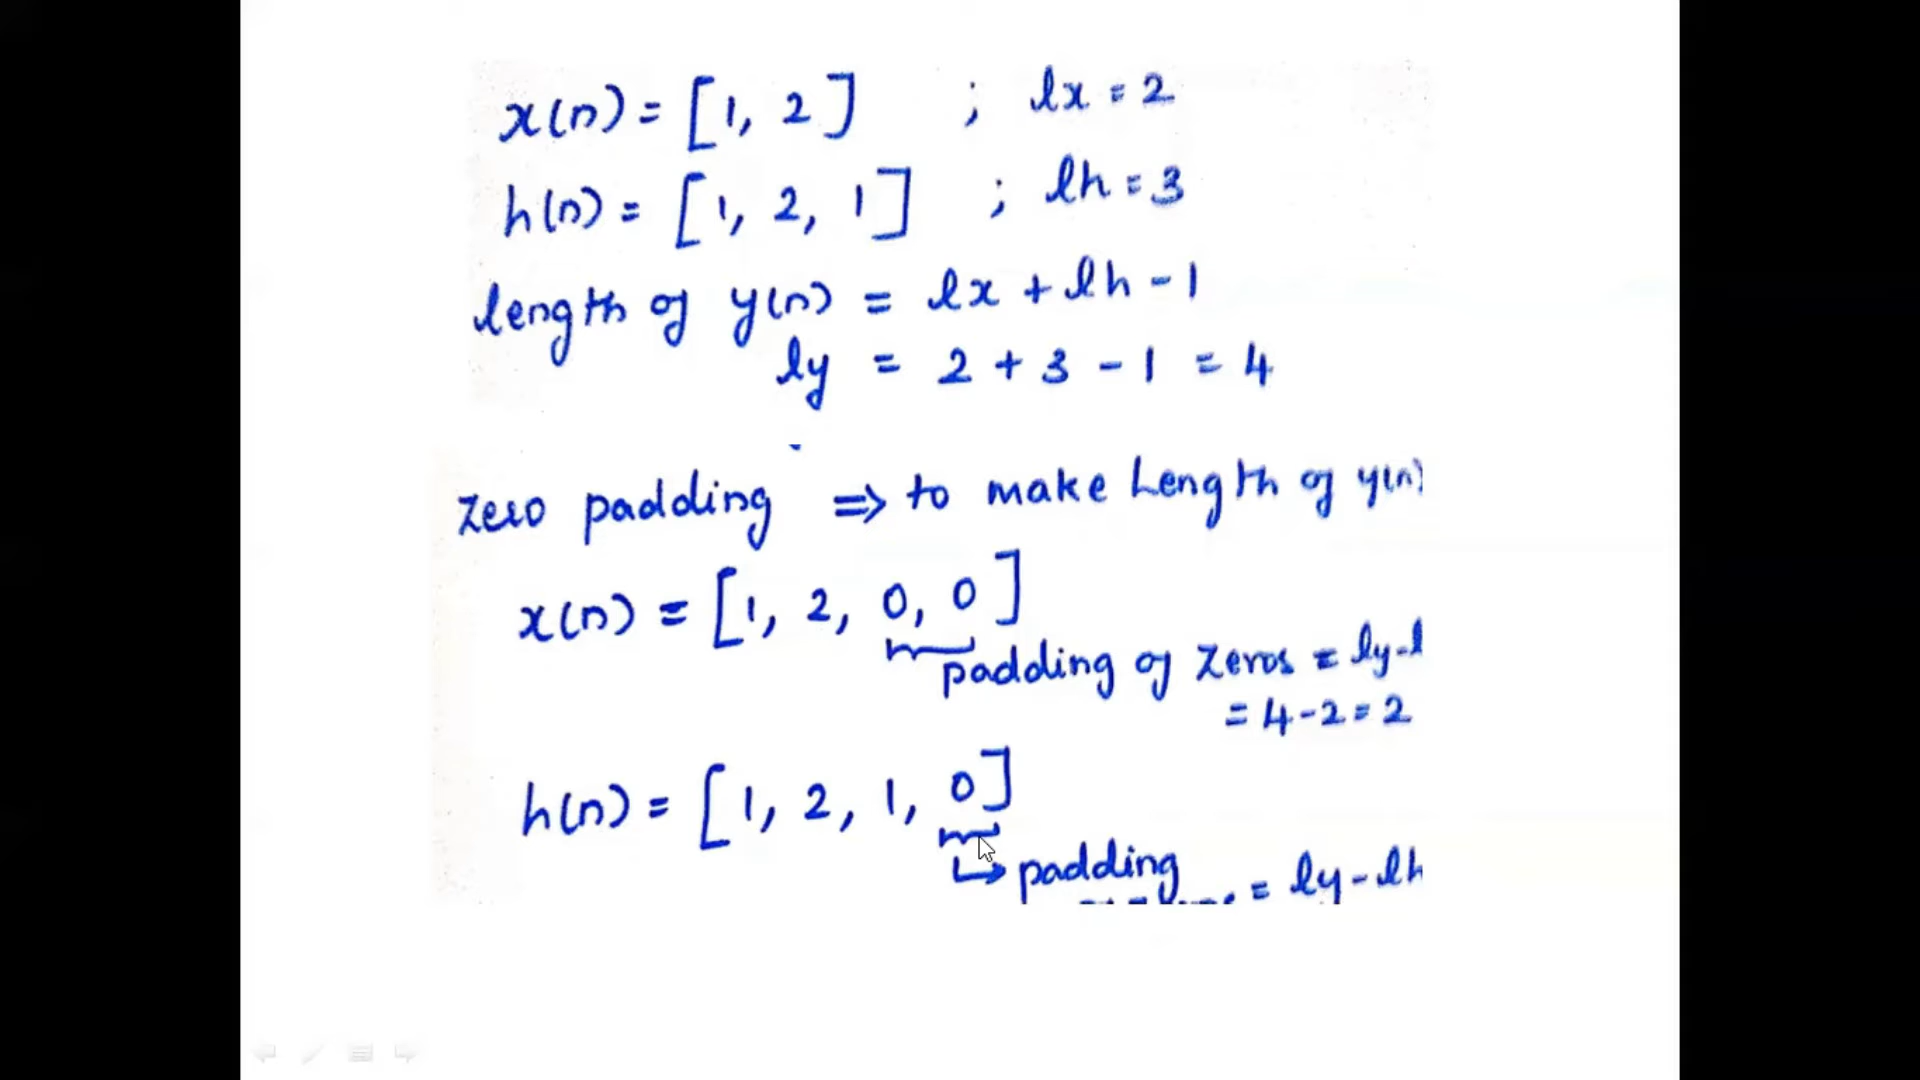 x(n) = [1, 2] ; lx = 2
h(n) = [1, 2, 1] ; lh = 3
length of y(n) = lx + lh - 1
ly = 2 + 3 - 1 = 4
zero padding ⇒ to make Length of y(n)
x(n) = [1, 2, 0, 0]
padding of zeros = ly-l
= 4-2=2
h(n) = [1, 2, 1, 0]
↳ padding
= ly-lh